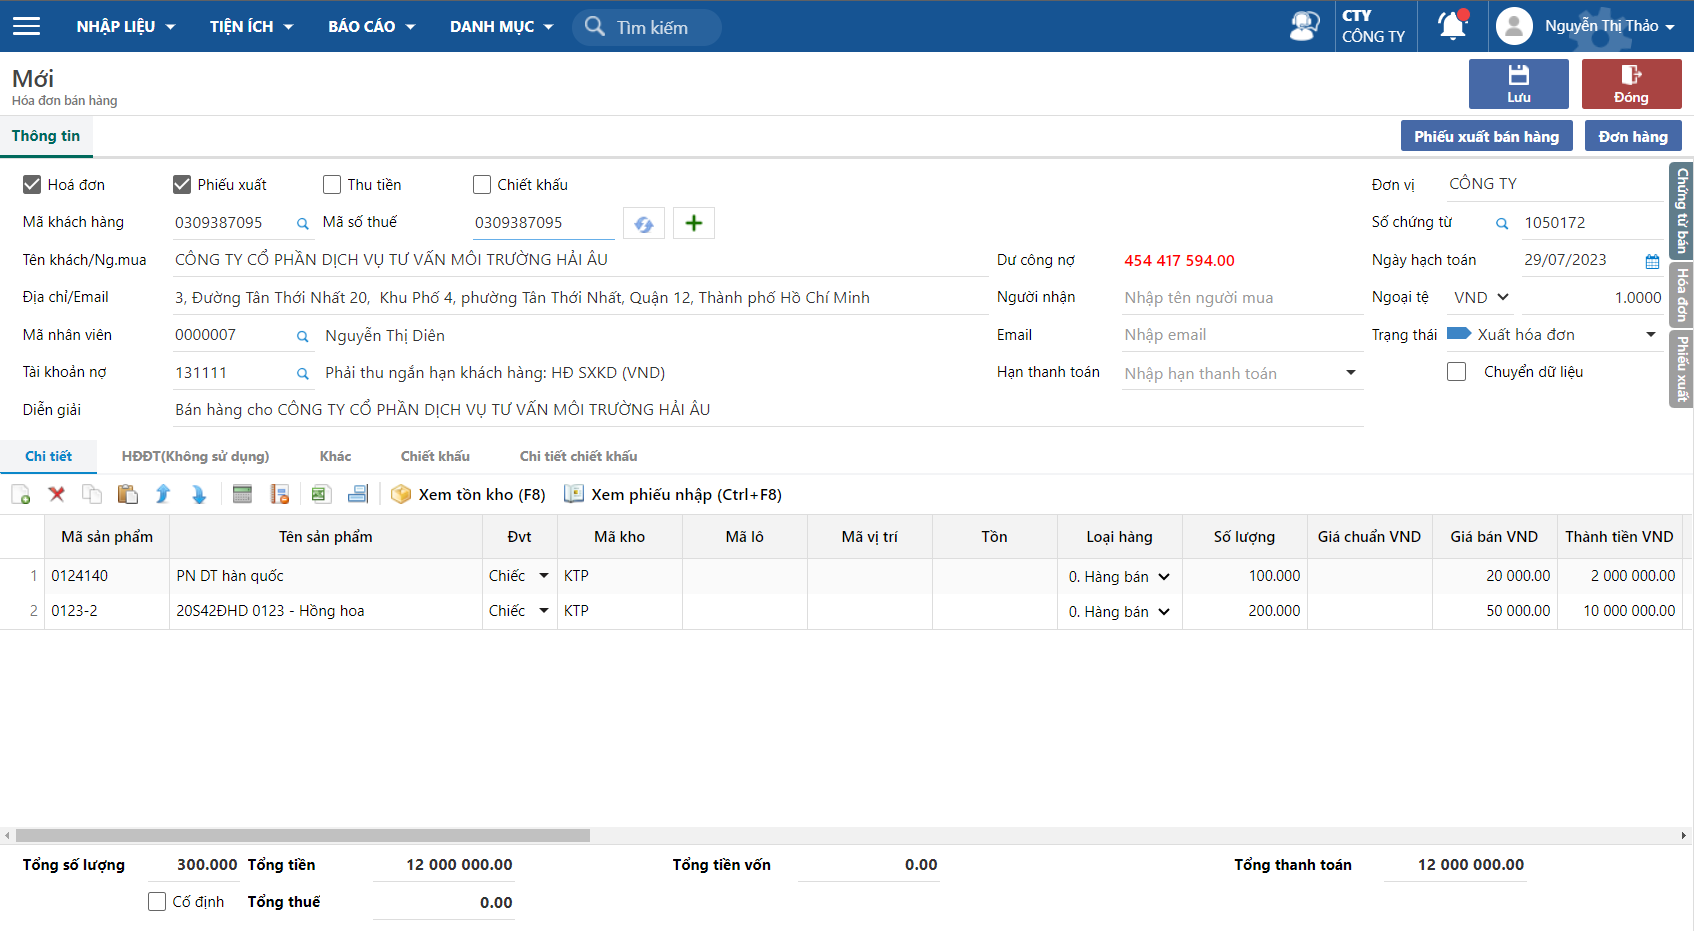 NHẬP LIỆU TIỆN ÍCH BÁO CÁO DANH MỤC Tìm kiếm CTY CÔNG TY Nguyễn Thị Thảo
Mới
Hóa đơn bán hàng
Lưu Đóng
Thông tin Phiếu xuất bán hàng Đơn hàng
Hoá đơn Phiếu xuất Thu tiền Chiết khấu Đơn vị CÔNG TY
Mã khách hàng 0309387095 Mã số thuế 0309387095 Số chứng từ 1050172
Tên khách/Ng.mua CÔNG TY CỔ PHẦN DỊCH VỤ TƯ VẤN MÔI TRƯỜNG HẢI ÂU Dư công nợ 454 417 594.00 Ngày hạch toán 29/07/2023
Địa chỉ/Email 3, Đường Tân Thới Nhất 20, Khu Phố 4, phường Tân Thới Nhất, Quận 12, Thành phố Hồ Chí Minh Người nhận Nhập tên người mua Ngoại tệ VND 1.0000
Mã nhân viên 0000007 Nguyễn Thị Diên Email Nhập email Trạng thái Xuất hóa đơn
Tài khoản nợ 131111 Phải thu ngắn hạn khách hàng: HĐ SXKD (VND) Hạn thanh toán Nhập hạn thanh toán Chuyển dữ liệu
Diễn giải Bán hàng cho CÔNG TY CỔ PHẦN DỊCH VỤ TƯ VẤN MÔI TRƯỜNG HẢI ÂU
Chứng từ bán
Hóa đơn
Phiếu xuất
Chi tiết HĐĐT(Không sử dụng) Khác Chiết khấu Chi tiết chiết khấu
Xem tồn kho (F8) Xem phiếu nhập (Ctrl+F8)
Mã sản phẩm Tên sản phẩm Đvt Mã kho Mã lô Mã vị trí Tồn Loại hàng Số lượng Giá chuẩn VND Giá bán VND Thành tiền VND
1 0124140 PN DT hàn quốc Chiếc KTP 0. Hàng bán 100.000 20 000.00 2 000 000.00
2 0123-2 20S42ĐHD 0123 - Hồng hoa Chiếc KTP 0. Hàng bán 200.000 50 000.00 10 000 000.00
Tổng số lượng 300.000 Tổng tiền 12 000 000.00 Tổng tiền vốn 0.00 Tổng thanh toán 12 000 000.00
Cố định Tổng thuế 0.00